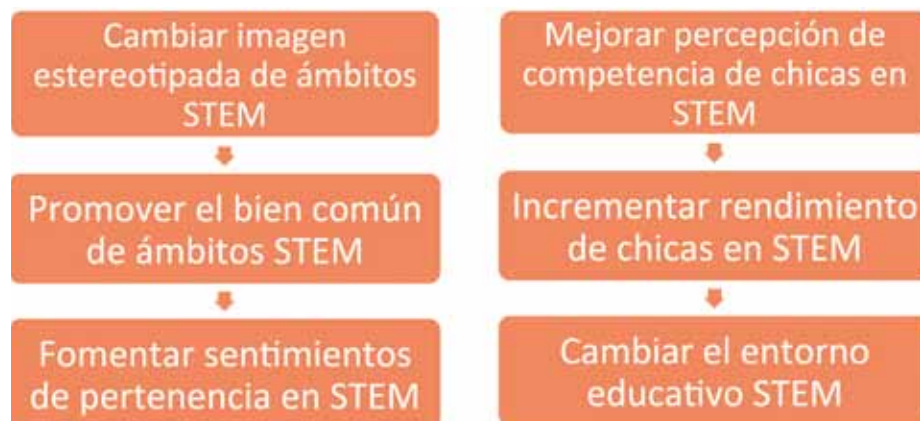 Cambiar imagen
estereotipada de ámbitos
STEM
Promover el bien común
de ámbitos STEM
Fomentar sentimientos
de pertenencia en STEM
Mejorar percepción de
competencia de chicas en
STEM
Incrementar rendimiento
de chicas en STEM
Cambiar el entorno
educativo STEM